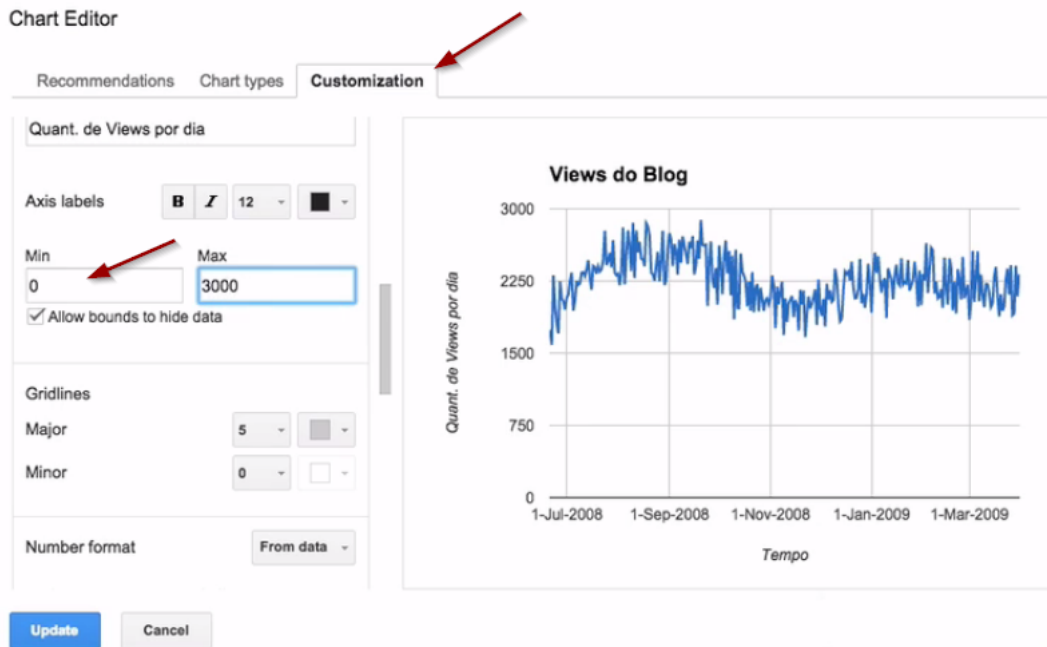 Chart Editor
Recommendations Chart types Customization
Quant. de Views por dia
Axis labels B I 12
Min Max
0 3000
Allow bounds to hide data
Gridlines
Major 5
Minor 0
Number format From data
Update Cancel
Views do Blog
3000
2250
1500
750
0
Quant. de Views por dia
1-Jul-2008 1-Sep-2008 1-Nov-2008 1-Jan-2009 1-Mar-2009
Tempo